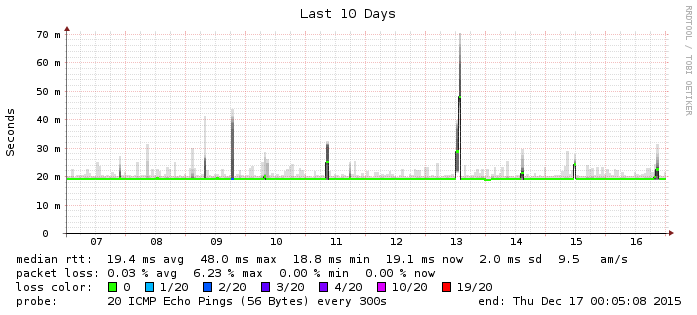 Last 10 Days
RRDTOOL / TOBI OETIKER
Seconds
70 m
60 m
50 m
40 m
30 m
20 m
10 m
0
07 08 09 10 11 12 13 14 15 16
median rtt: 19.4 ms avg 48.0 ms max 18.8 ms min 19.1 ms now 2.0 ms sd 9.5 am/s
packet loss: 0.03 % avg 6.23 % max 0.00 % min 0.00 % now
loss color: 0 1/20 2/20 3/20 4/20 10/20 19/20
probe: 20 ICMP Echo Pings (56 Bytes) every 300s end: Thu Dec 17 00:05:08 2015